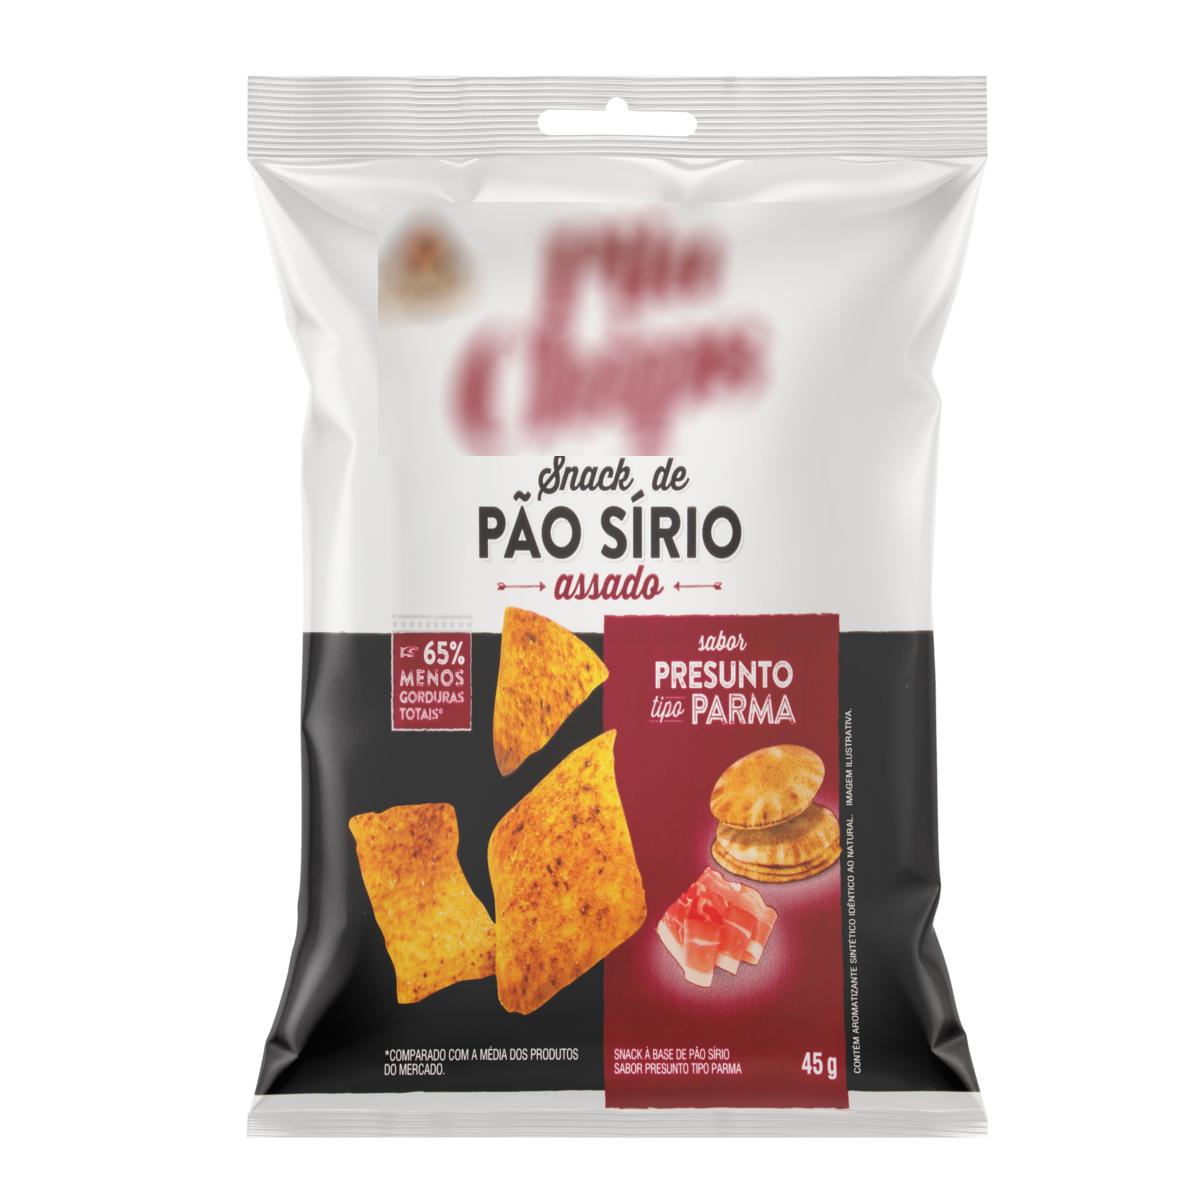 Snack de
PÃO SÍRIO
assado
65%
MENOS
GORDURAS
TOTAIS*
sabor
PRESUNTO
tipo PARMA
*COMPARADO COM A MÉDIA DOS PRODUTOS
DO MERCADO.
SNACK À BASE DE PÃO SÍRIO
SABOR PRESUNTO TIPO PARMA
45 g
CONTÉM AROMATIZANTE SINTÉTICO IDÊNTICO AO NATURAL. IMAGEM ILUSTRATIVA.